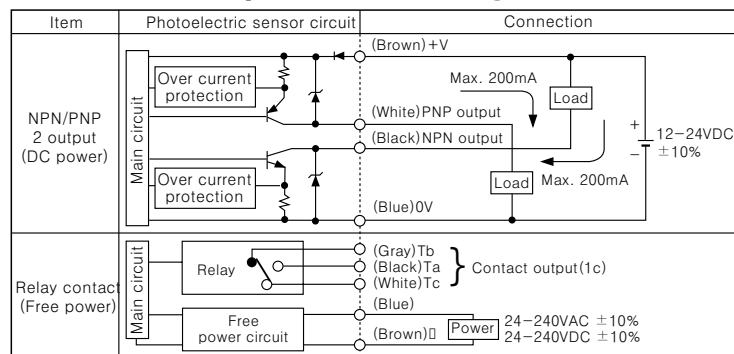 Item
Photoelectric sensor circuit
Connection
NPN/PNP
2 output
(DC power)
Main circuit
Over current
protection
Over current
protection
(Brown)+V
(White)PNP output
(Black)NPN output
(Blue)0V
Max. 200mA
Load
Load
Max. 200mA
+
−
12−24VDC
±10%
Relay contact
(Free power)
Main circuit
Relay
Free
power circuit
(Gray)Tb
(Black)Ta
(White)Tc
Contact output(1c)
(Blue)
(Brown)▯
Power
24−240VAC ±10%
24−240VDC ±10%